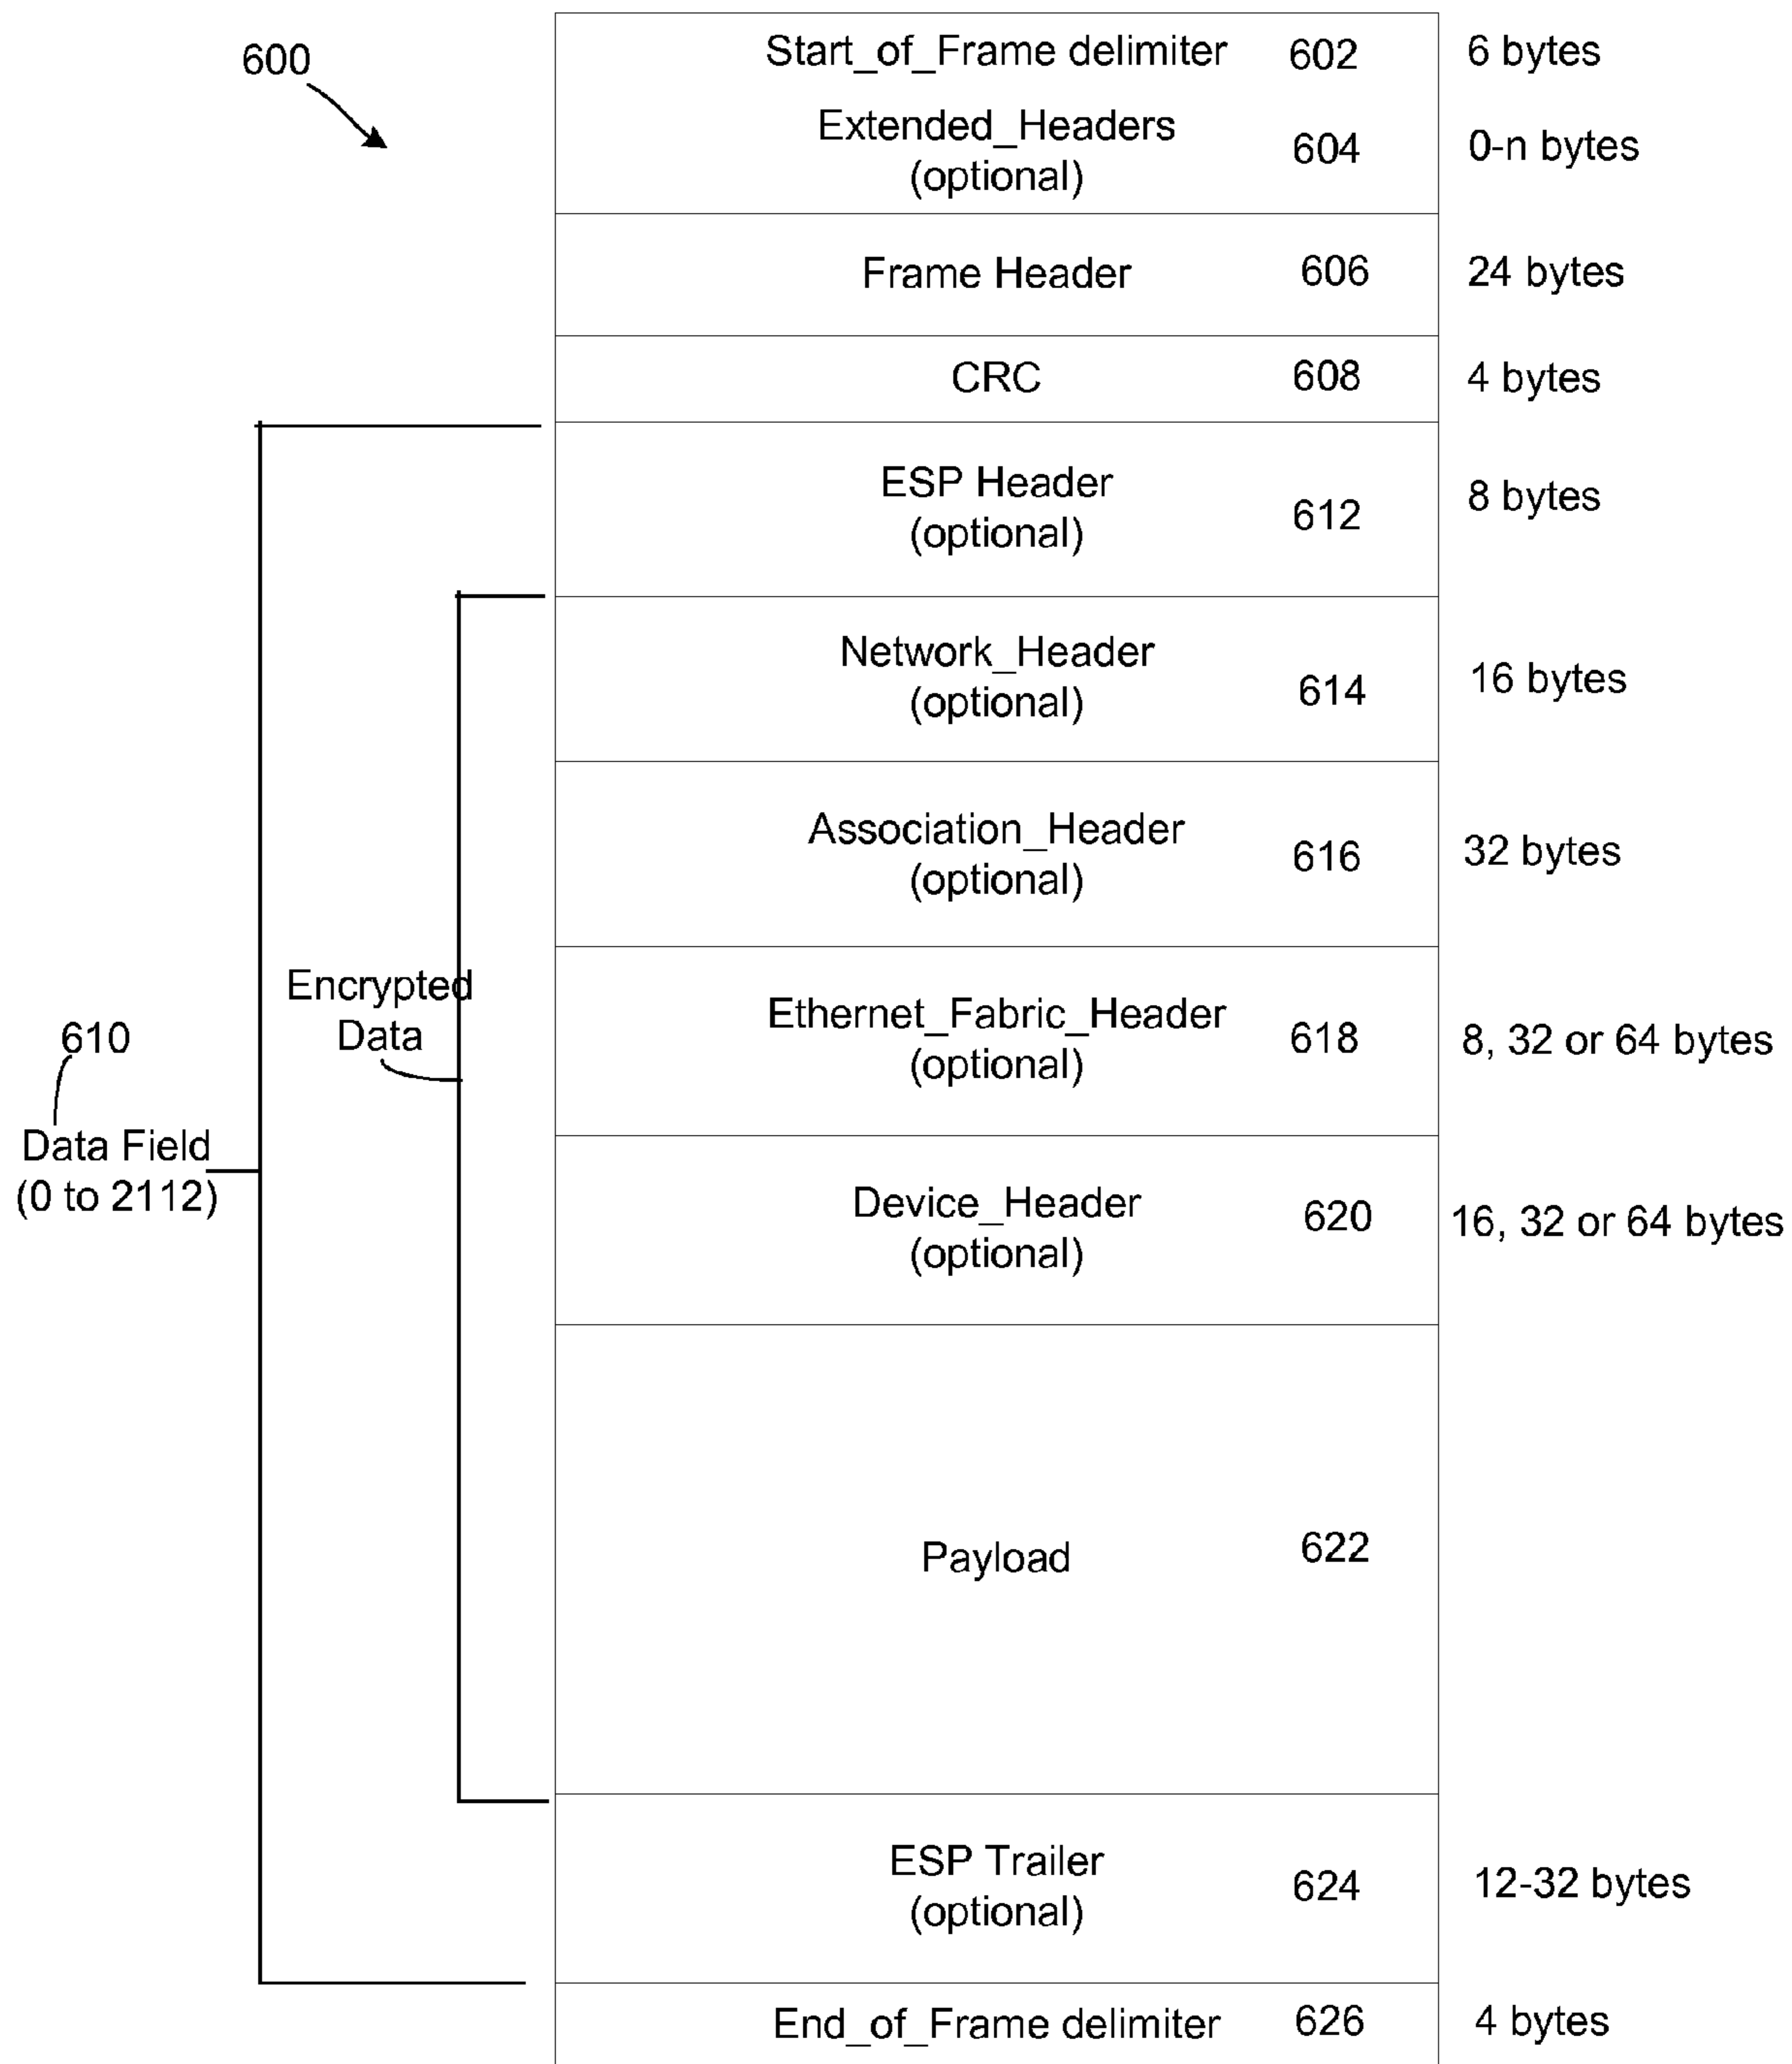 600
Start_of_Frame delimiter 602 6 bytes
Extended_Headers
(optional) 604 0-n bytes
Frame Header 606 24 bytes
CRC 608 4 bytes
ESP Header
(optional) 612 8 bytes
Network_Header
(optional) 614 16 bytes
Association_Header
(optional) 616 32 bytes
Encrypted
Data
Ethernet_Fabric_Header
(optional) 618 8, 32 or 64 bytes
610
Data Field
(0 to 2112)
Device_Header
(optional) 620 16, 32 or 64 bytes
Payload 622
ESP Trailer
(optional) 624 12-32 bytes
End_of_Frame delimiter 626 4 bytes